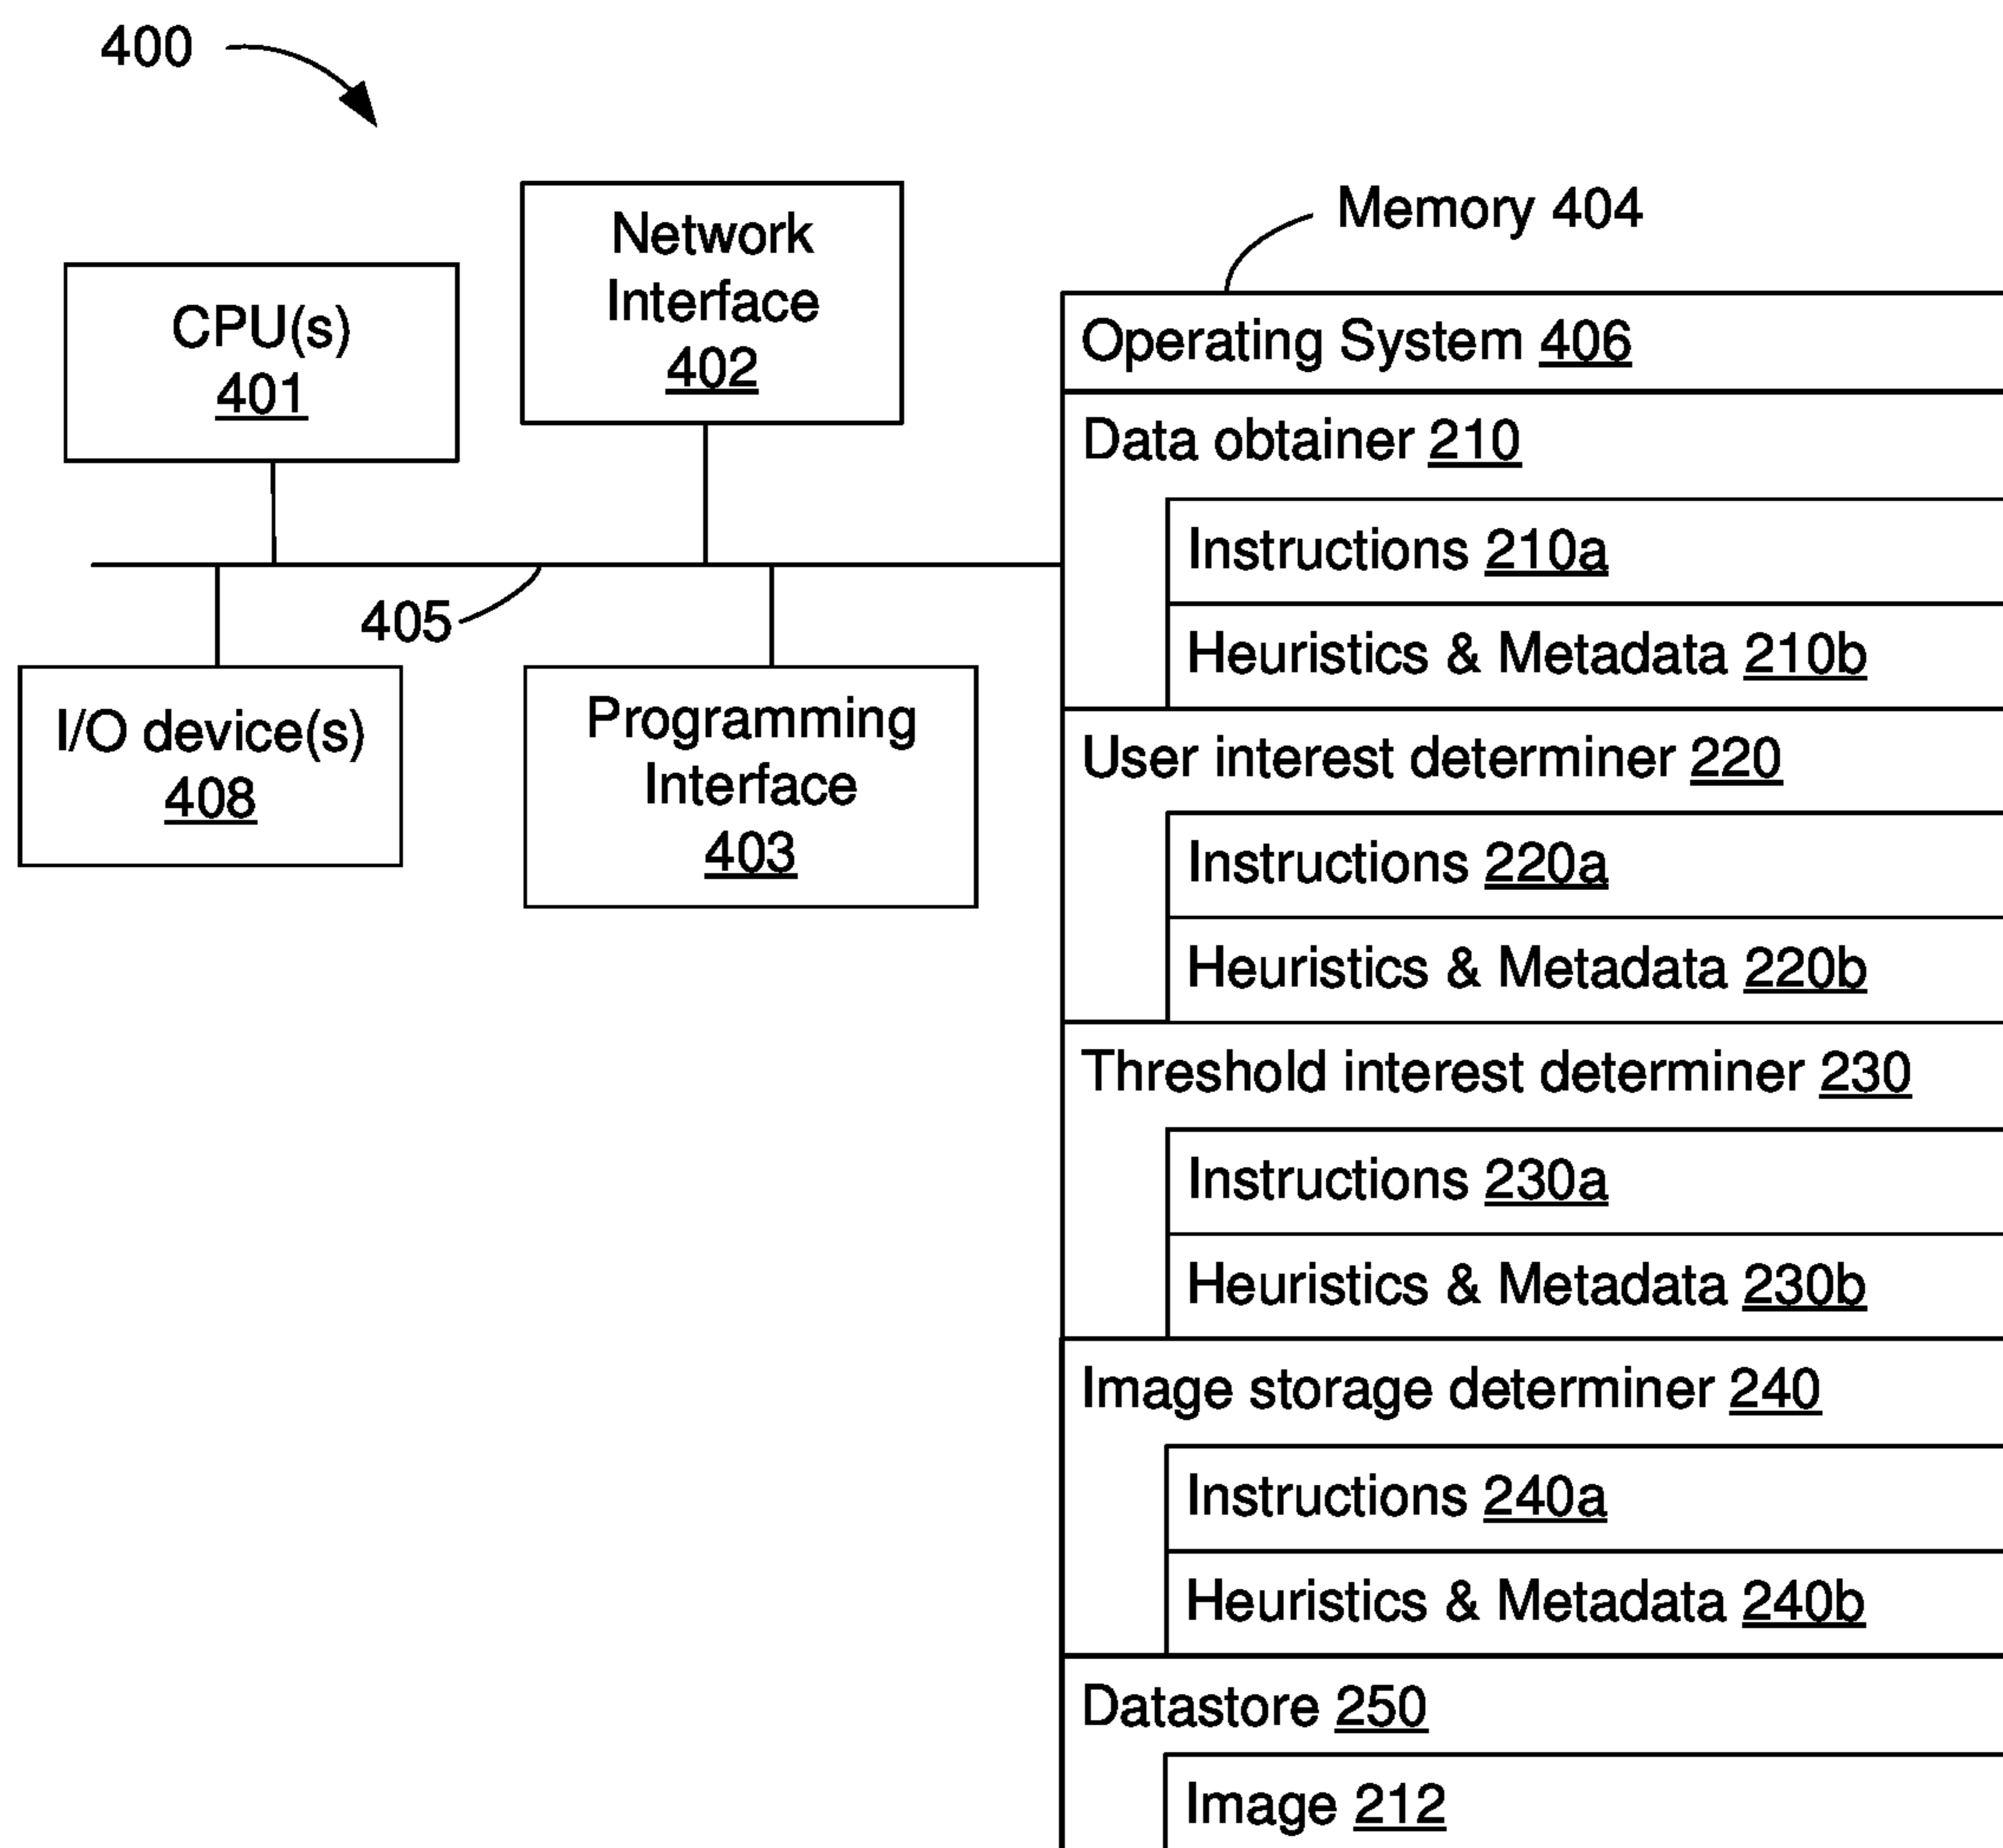 400
Network
Interface
402
CPU(s)
401
405
I/O device(s)
408
Programming
Interface
403
Memory 404
Operating System 406
Data obtainer 210
Instructions 210a
Heuristics & Metadata 210b
User interest determiner 220
Instructions 220a
Heuristics & Metadata 220b
Threshold interest determiner 230
Instructions 230a
Heuristics & Metadata 230b
Image storage determiner 240
Instructions 240a
Heuristics & Metadata 240b
Datastore 250
Image 212